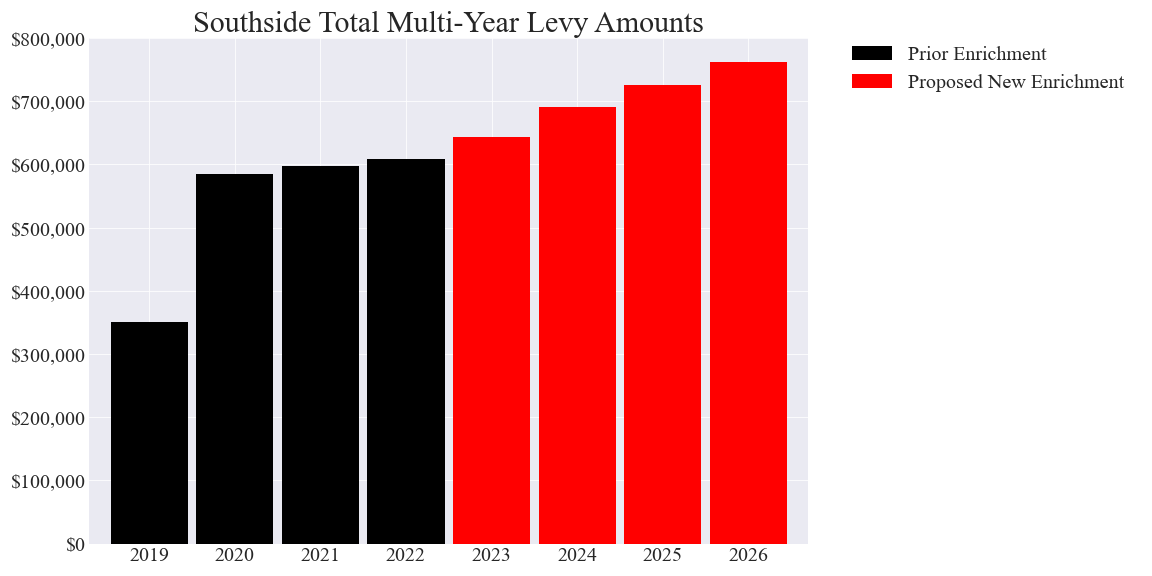 Southside Total Multi-Year Levy Amounts
$800,000
$700,000
$600,000
$500,000
$400,000
$300,000
$200,000
$100,000
$0
2019 2020 2021 2022 2023 2024 2025 2026
Prior Enrichment
Proposed New Enrichment